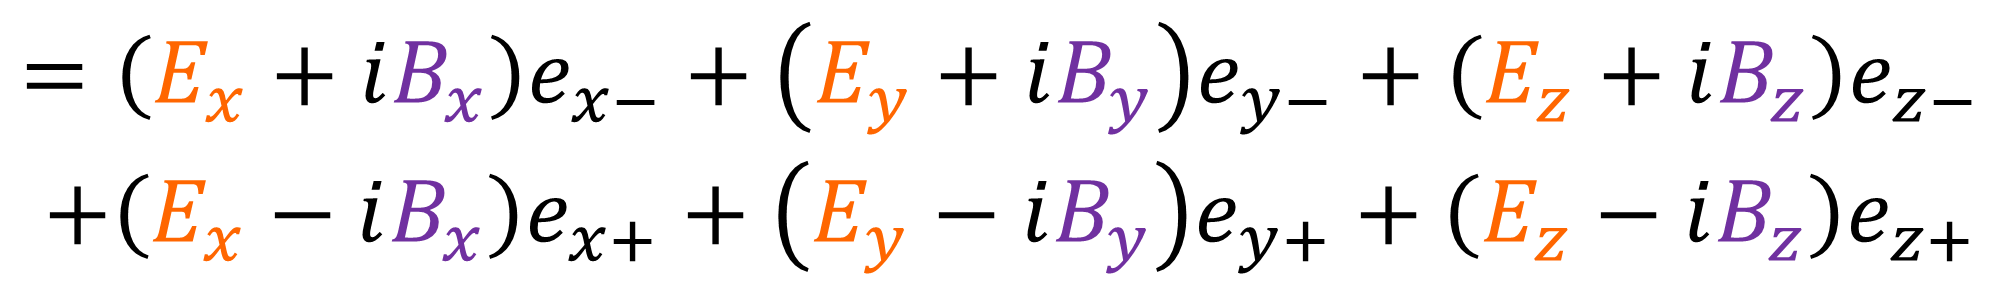 = (E_x + iB_x)e_{x−} + (E_y + iB_y)e_{y−} + (E_z + iB_z)e_{z−}
+(E_x − iB_x)e_{x+} + (E_y − iB_y)e_{y+} + (E_z − iB_z)e_{z+}